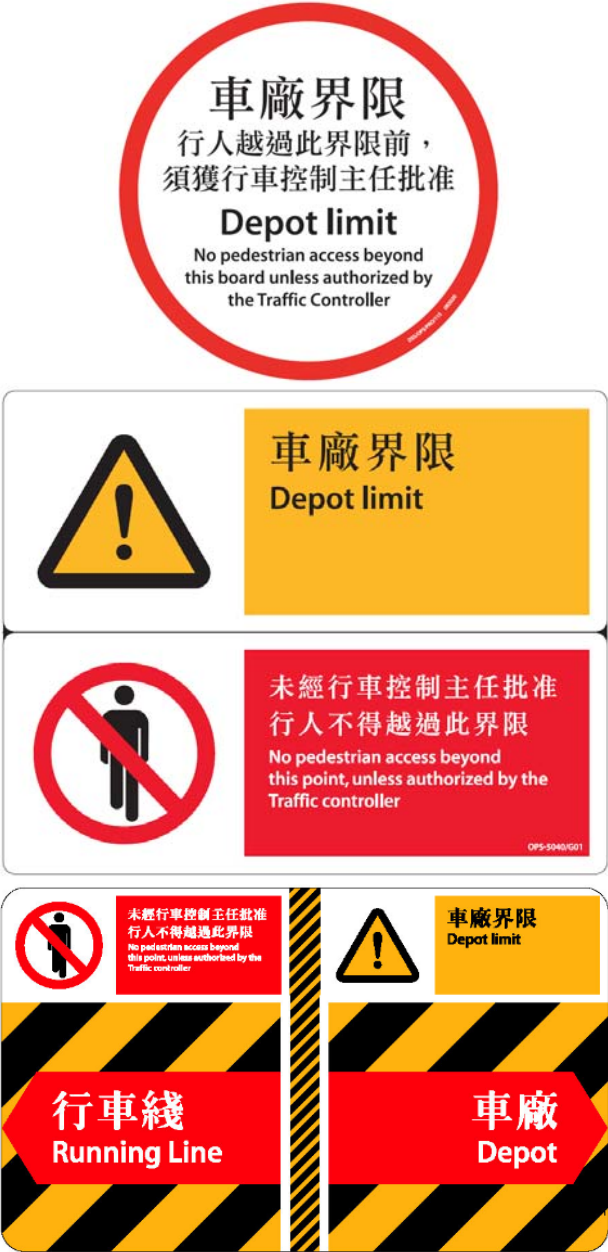 車廠界限
行人越過此界限前，
須獲行車控制主任批准
Depot limit
No pedestrian access beyond
this board unless authorized by
the Traffic Controller
車廠界限
Depot limit
未經行車控制主任批准
行人不得越過此界限
No pedestrian access beyond
this point, unless authorized by the
Traffic controller
OPS-5040/G01
未經行車控制主任批准
行人不得越過此界限
No pedestrian access beyond
this point, unless authorized by the
Traffic controller
車廠界限
Depot limit
行車綫
Running Line
車廠
Depot